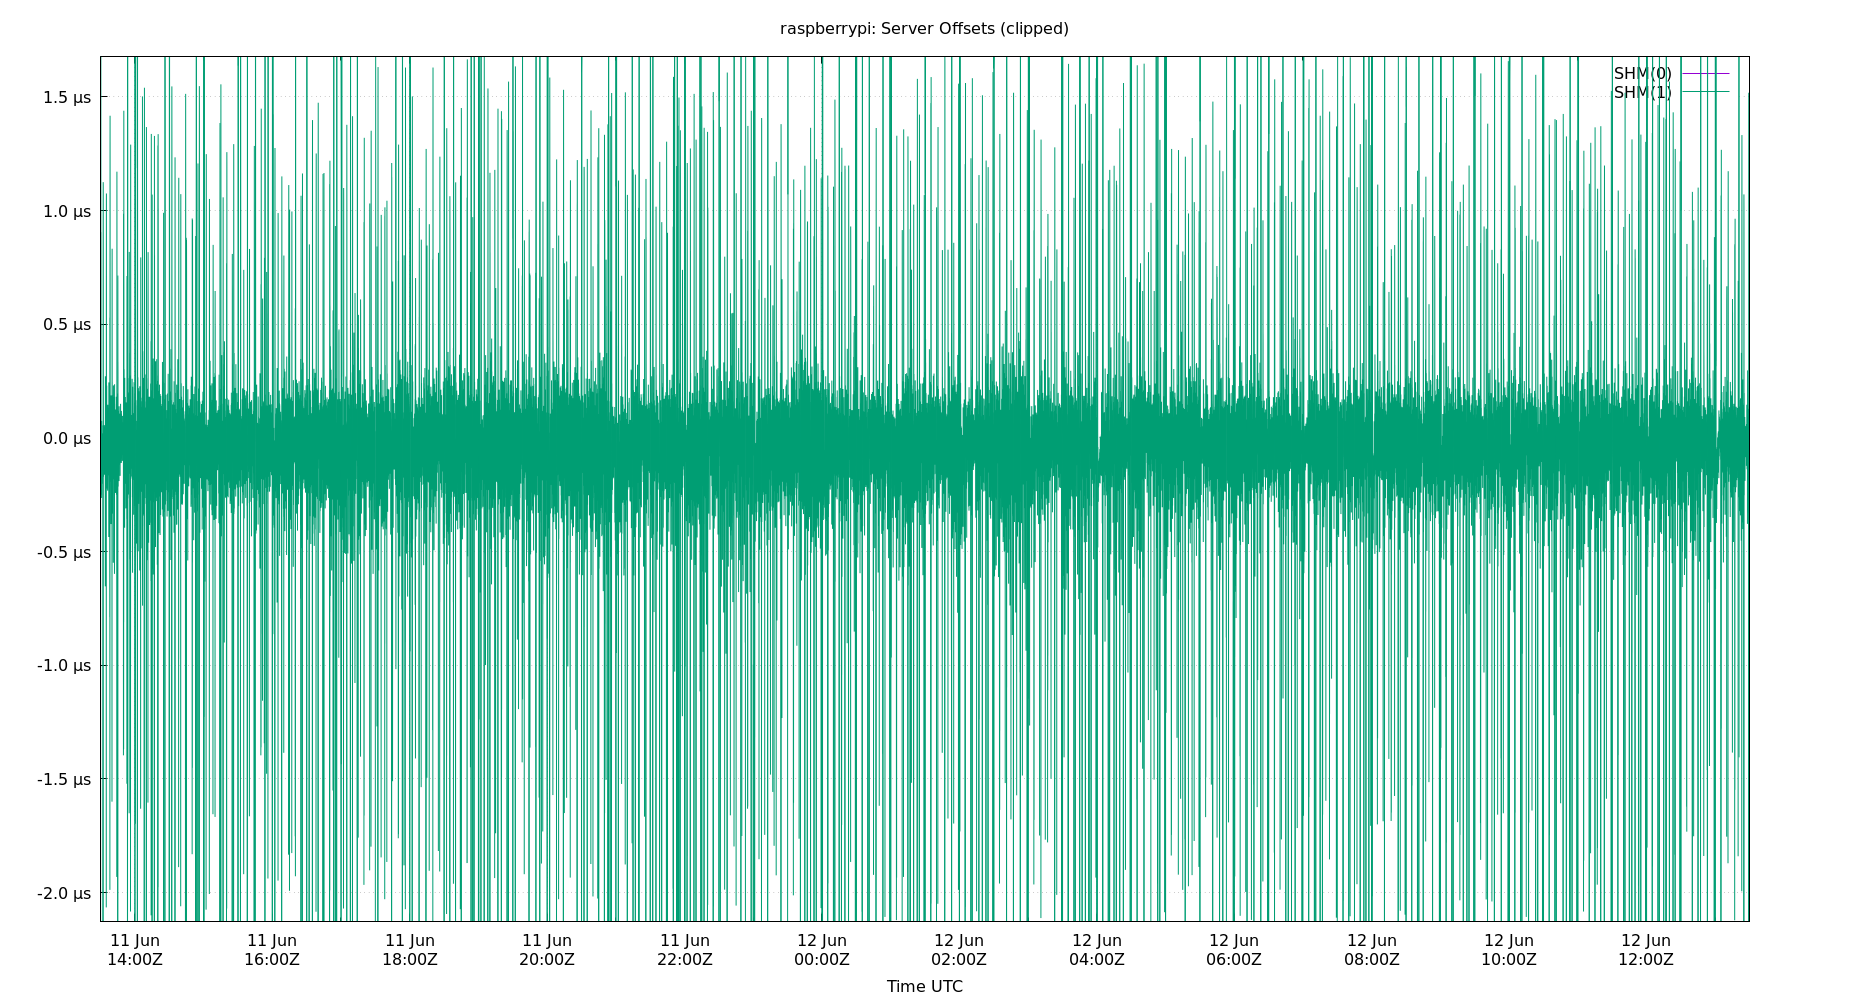 raspberrypi: Server Offsets (clipped)
SHM(0)
SHM(1)
1.5 µs
1.0 µs
0.5 µs
0.0 µs
-0.5 µs
-1.0 µs
-1.5 µs
-2.0 µs
11 Jun 11 Jun 11 Jun 11 Jun 11 Jun 12 Jun 12 Jun 12 Jun 12 Jun 12 Jun 12 Jun 12 Jun
14:00Z 16:00Z 18:00Z 20:00Z 22:00Z 00:00Z 02:00Z 04:00Z 06:00Z 08:00Z 10:00Z 12:00Z
Time UTC